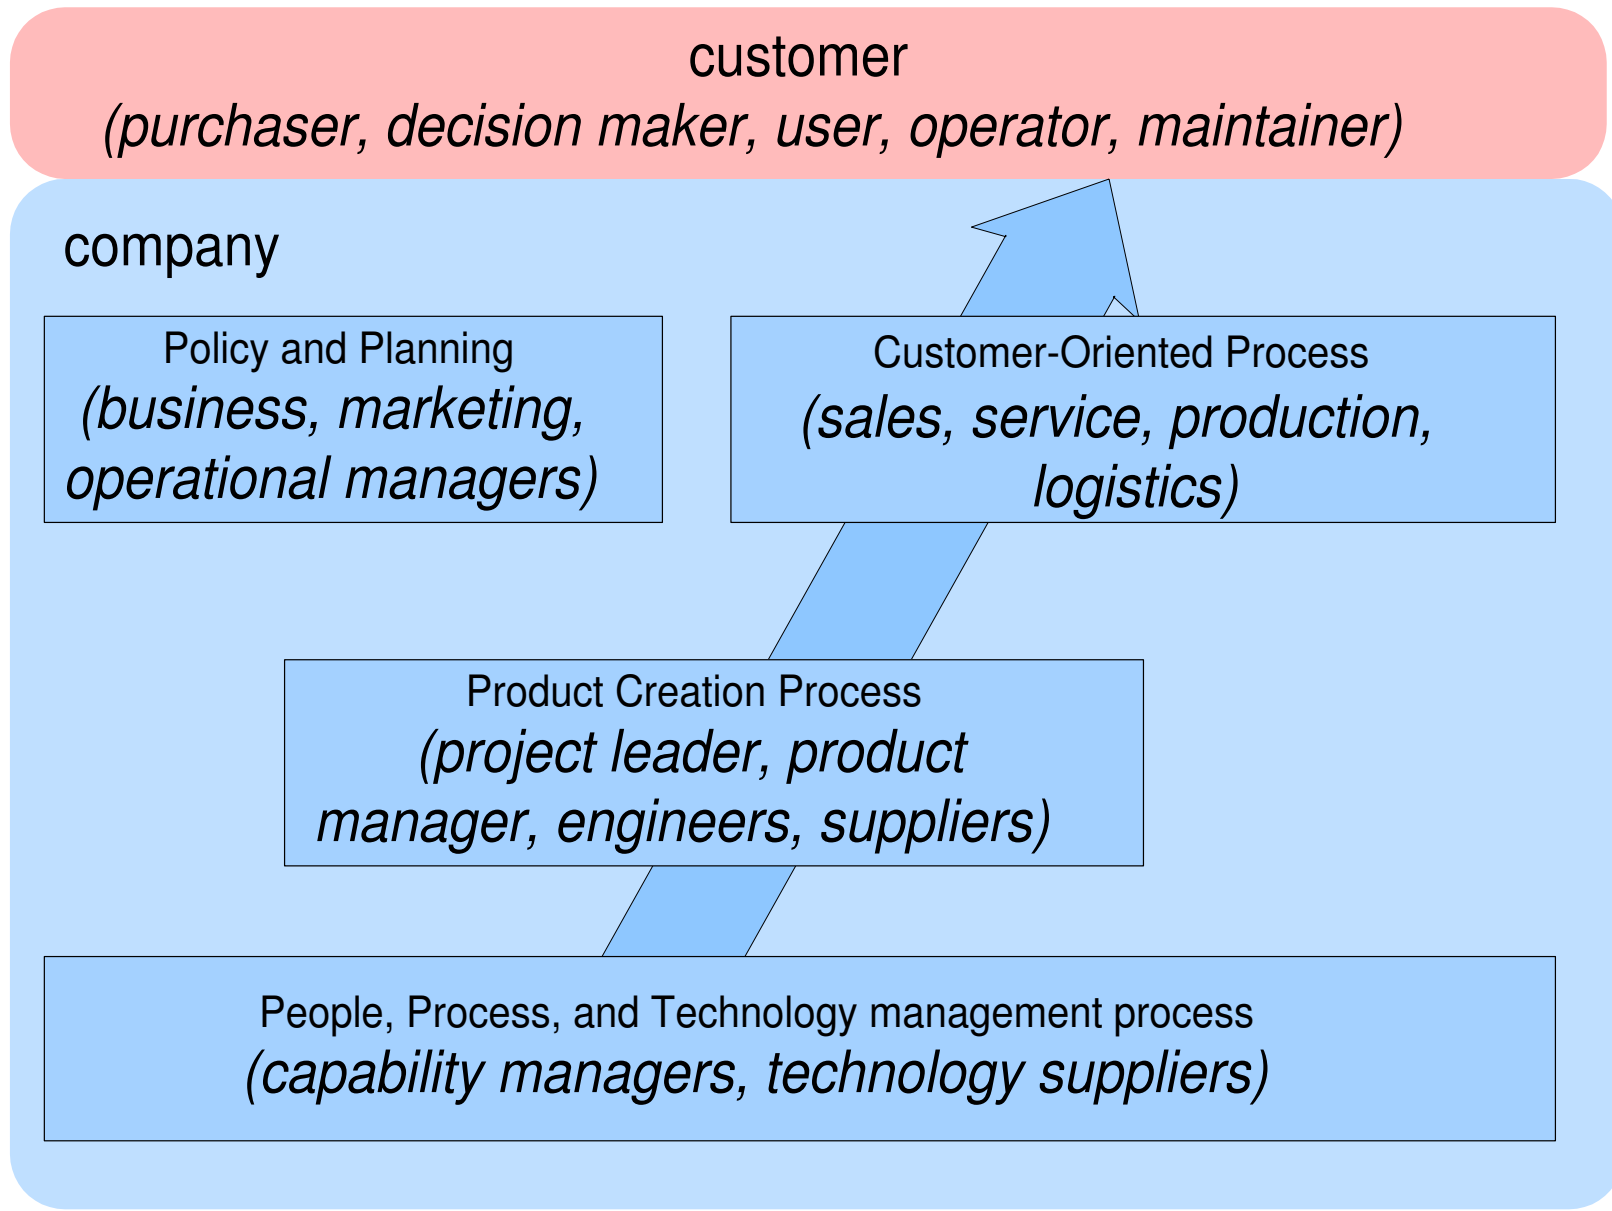 customer
(purchaser, decision maker, user, operator, maintainer)
company
Policy and Planning
(business, marketing,
operational managers)
Customer-Oriented Process
(sales, service, production,
logistics)
Product Creation Process
(project leader, product
manager, engineers, suppliers)
People, Process, and Technology management process
(capability managers, technology suppliers)